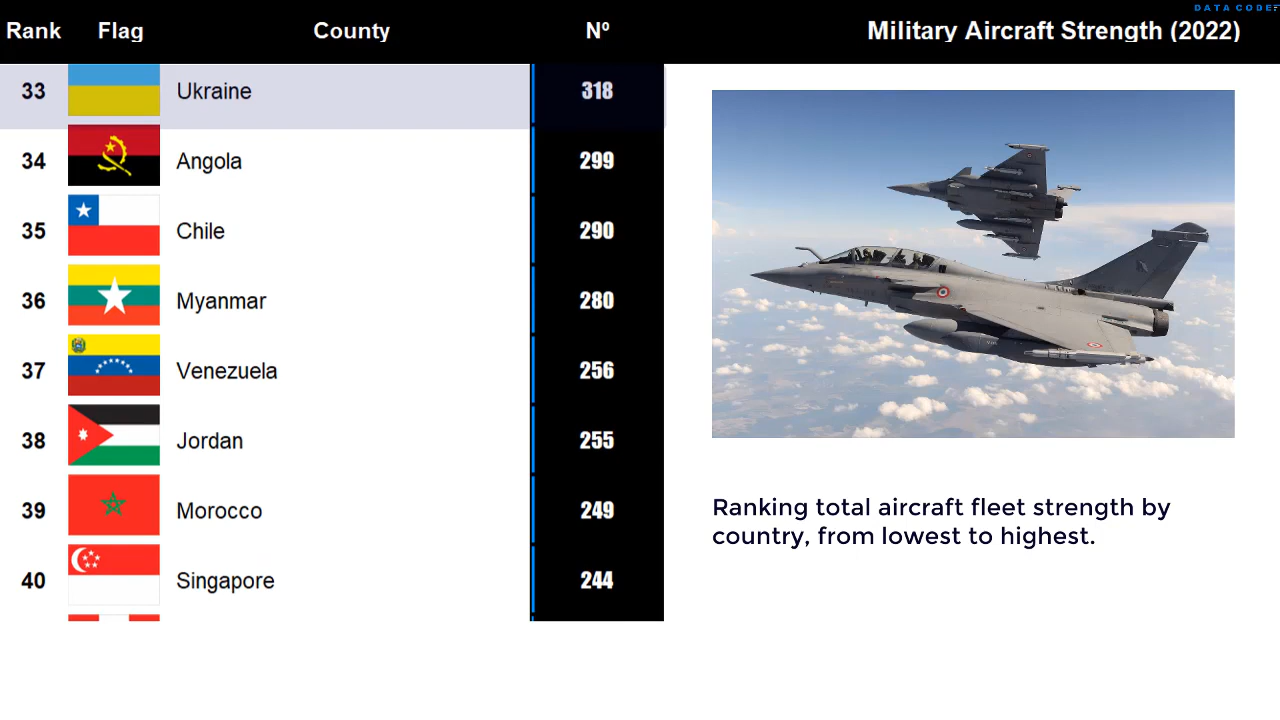 DATA CODE
Rank Flag County Nº Military Aircraft Strength (2022)
33 Ukraine 318
34 Angola 299
35 Chile 290
36 Myanmar 280
37 Venezuela 256
38 Jordan 255
39 Morocco 249
40 Singapore 244
Ranking total aircraft fleet strength by
country, from lowest to highest.